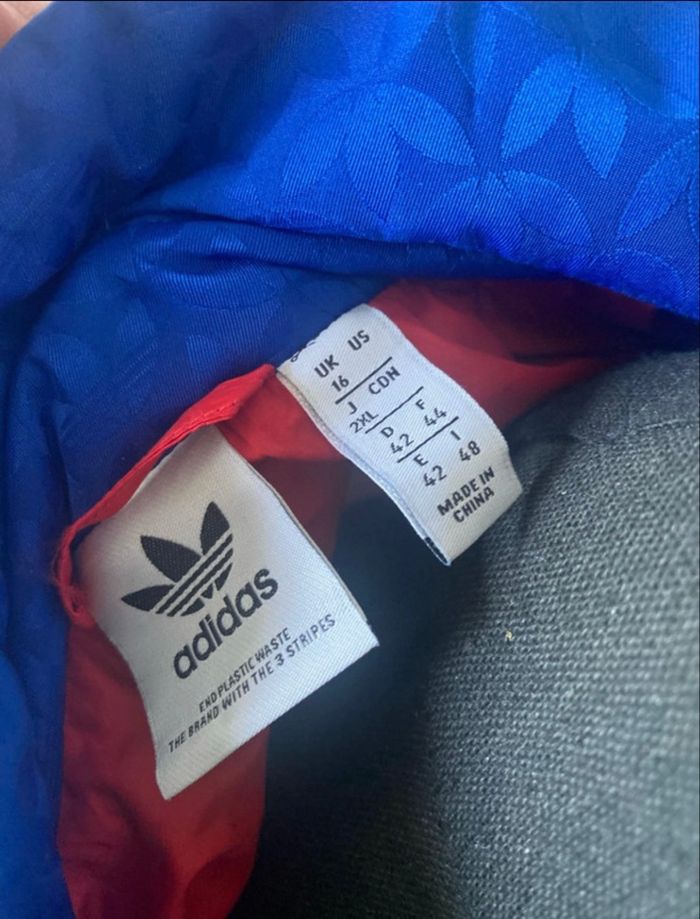 adidas
END PLASTIC WASTE
THE BRAND WITH THE 3 STRIPES
UK US
16
J CDN
2XL
D F
42 44
E I
42 48
MADE IN
CHINA